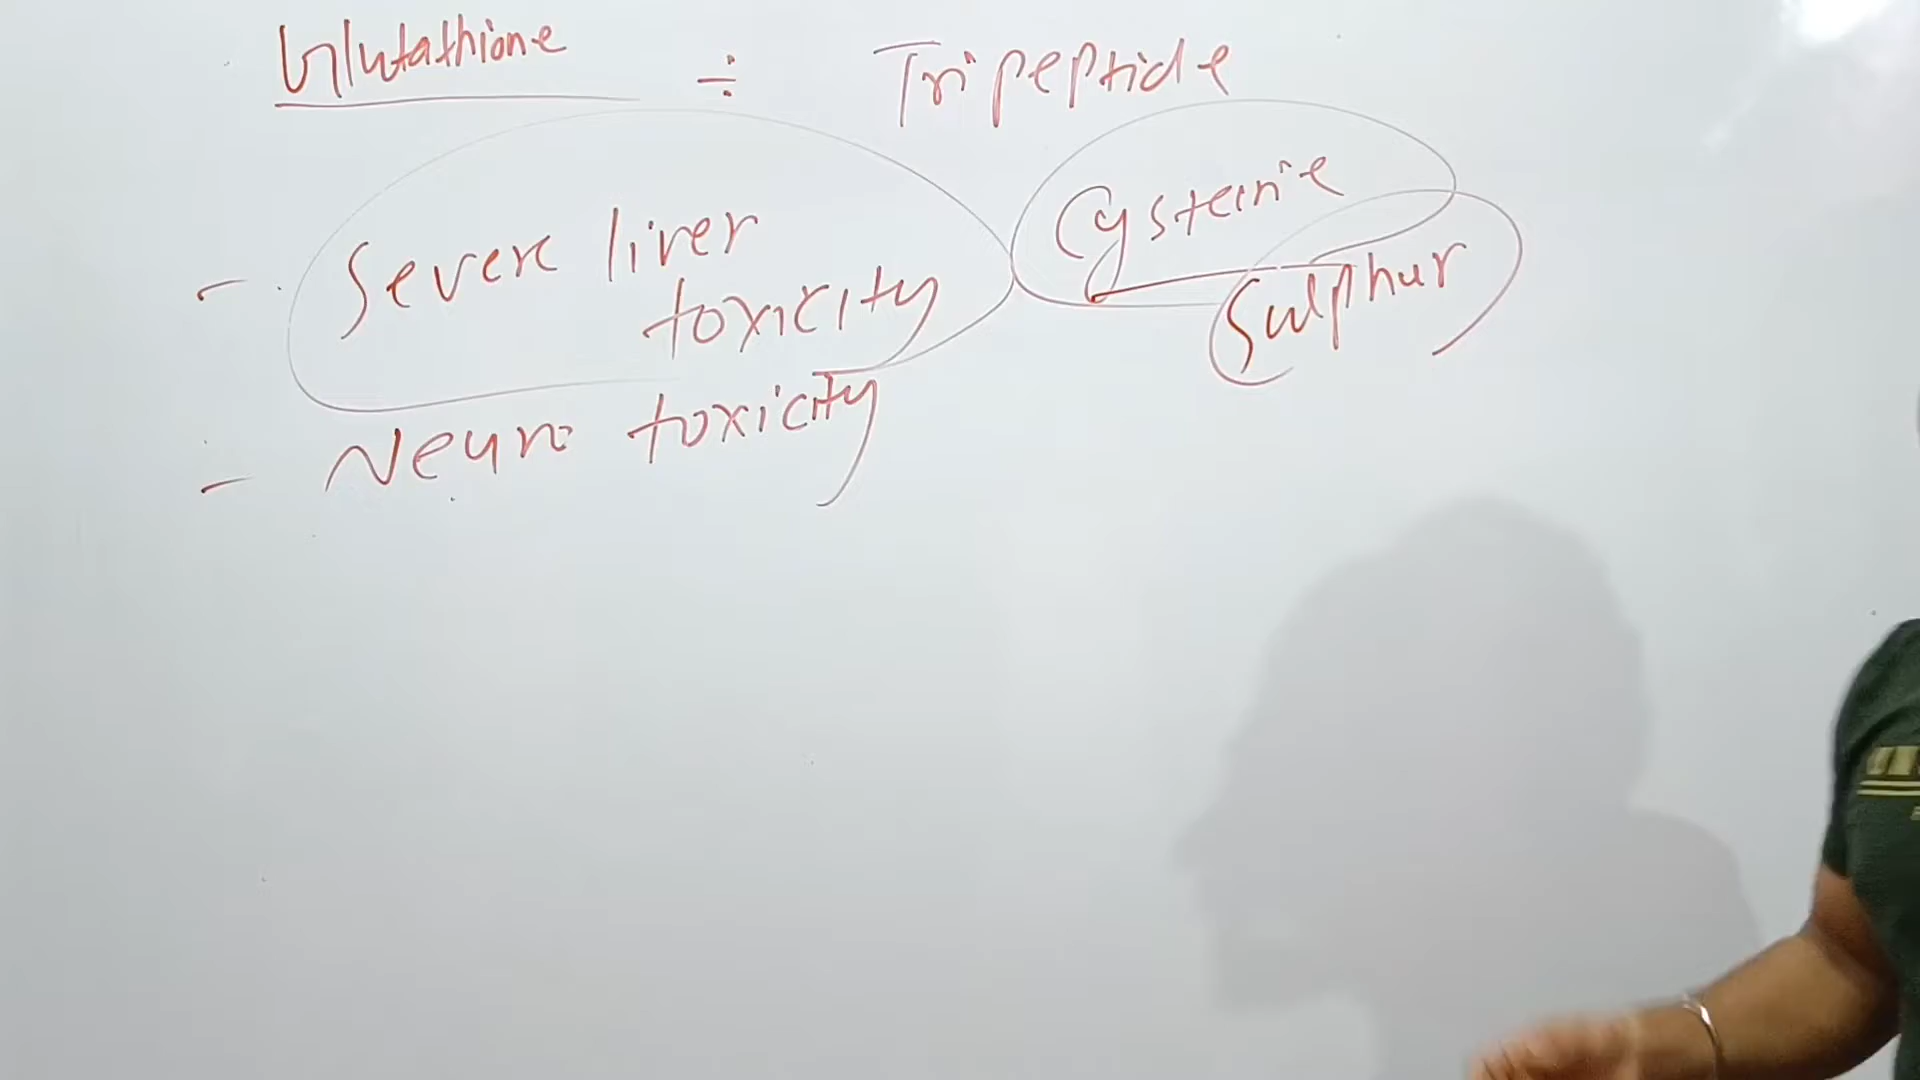 Glutathione ÷ Tripeptide
Cysteine
- Severe liver
toxicity
Sulphur
- Neuro toxicity